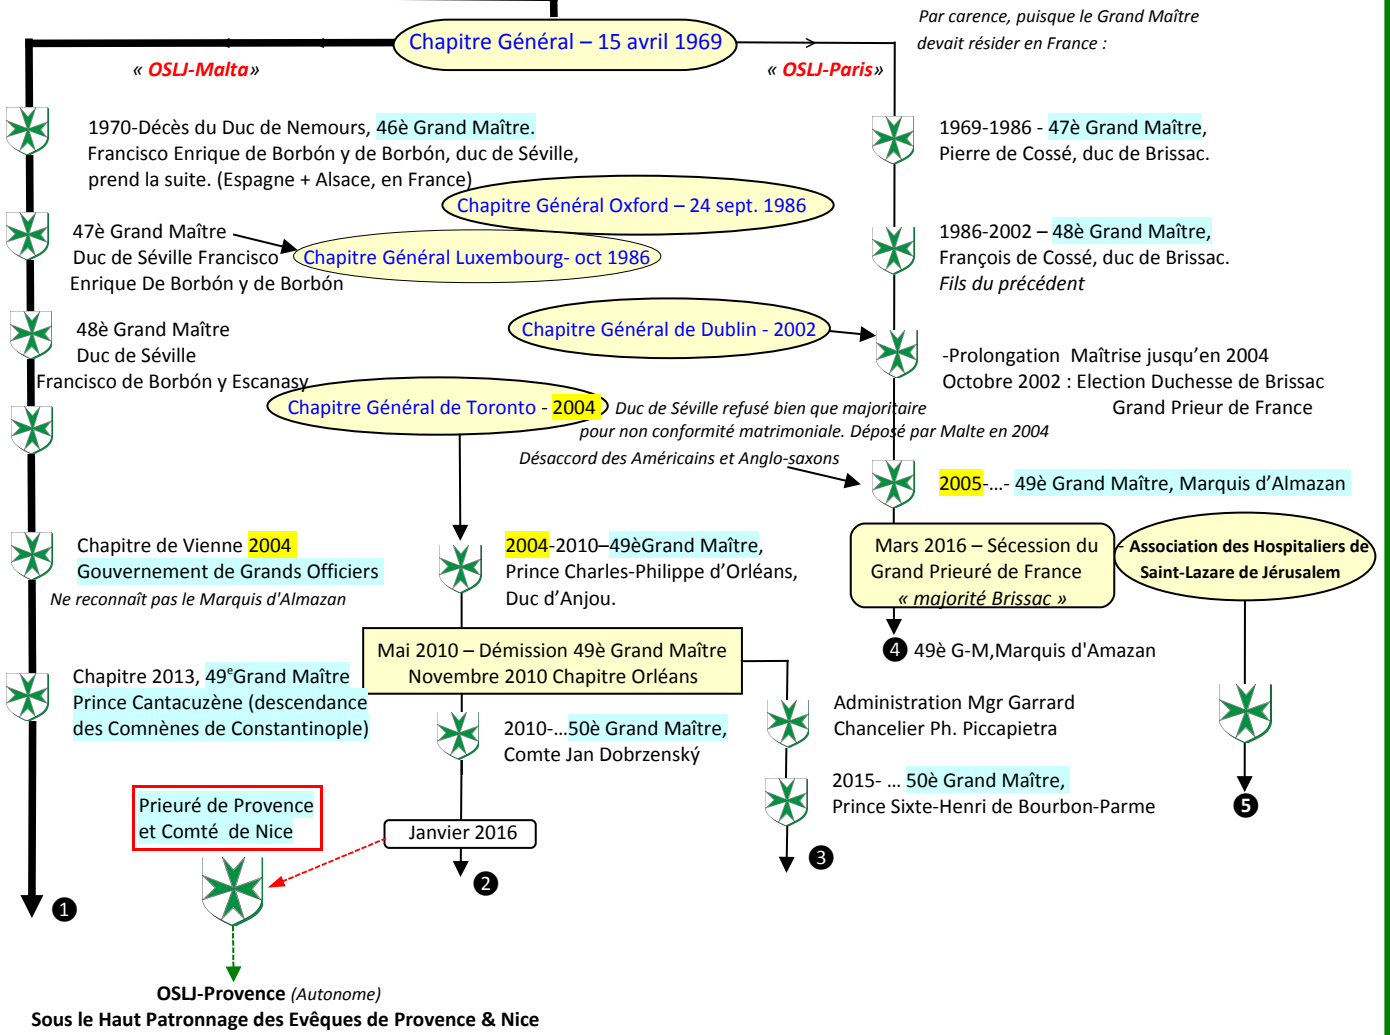 Par carence, puisque le Grand Maître
devait résider en France :
Chapitre Général – 15 avril 1969
« OSLJ-Malta»
« OSLJ-Paris»
1970-Décès du Duc de Nemours, 46è Grand Maître.
Francisco Enrique de Borbón y de Borbón, duc de Séville,
prend la suite. (Espagne + Alsace, en France)
1969-1986 - 47è Grand Maître,
Pierre de Cossé, duc de Brissac.
Chapitre Général Oxford – 24 sept. 1986
47è Grand Maître
Duc de Séville Francisco
Enrique De Borbón y de Borbón
Chapitre Général Luxembourg- oct 1986
1986-2002 – 48è Grand Maître,
François de Cossé, duc de Brissac.
Fils du précédent
48è Grand Maître
Duc de Séville
Francisco de Borbón y Escanasy
Chapitre Général de Dublin - 2002
-Prolongation Maîtrise jusqu’en 2004
Octobre 2002 : Election Duchesse de Brissac
Grand Prieur de France
Chapitre Général de Toronto - 2004
Duc de Séville refusé bien que majoritaire
pour non conformité matrimoniale. Déposé par Malte en 2004
Désaccord des Américains et Anglo-saxons
2005-...- 49è Grand Maître, Marquis d’Almazan
Chapitre de Vienne 2004
Gouvernement de Grands Officiers
Ne reconnaît pas le Marquis d'Almazan
2004-2010–49èGrand Maître,
Prince Charles-Philippe d’Orléans,
Duc d’Anjou.
Mars 2016 – Sécession du
Grand Prieuré de France
« majorité Brissac »
- Association des Hospitaliers de
Saint-Lazare de Jérusalem
❹ 49è G-M,Marquis d'Amazan
Mai 2010 – Démission 49è Grand Maître
Novembre 2010 Chapitre Orléans
Chapitre 2013, 49eGrand Maître
Prince Cantacuzène (descendance
des Comnènes de Constantinople)
2010-...50è Grand Maître,
Comte Jan Dobrzenský
Administration Mgr Garrard
Chancelier Ph. Piccapietra
2015- ... 50è Grand Maître,
Prince Sixte-Henri de Bourbon-Parme
❺
Prieuré de Provence
et Comté de Nice
Janvier 2016
❸
❷
❶
OSLJ-Provence (Autonome)
Sous le Haut Patronnage des Evêques de Provence & Nice